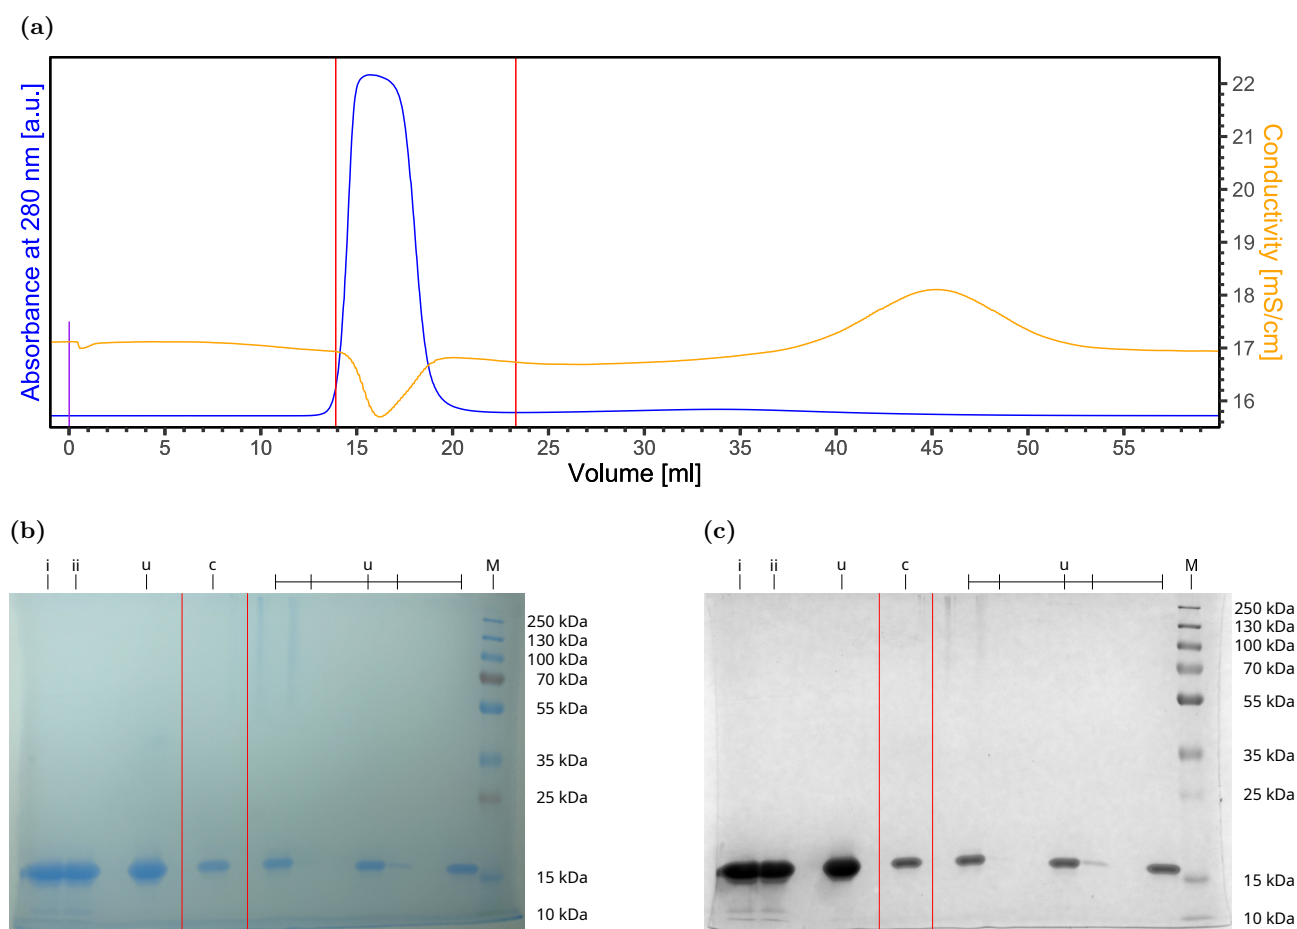 (a)
Absorbance at 280 nm [a.u.]
22
21
20
19
18
17
16
Conductivity [mS/cm]
0 5 10 15 20 25 30 35 40 45 50 55
Volume [ml]
(b)
i ii u c u M
250 kDa
130 kDa
100 kDa
70 kDa
55 kDa
35 kDa
25 kDa
15 kDa
10 kDa
(c)
i ii u c u M
250 kDa
130 kDa
100 kDa
70 kDa
55 kDa
35 kDa
25 kDa
15 kDa
10 kDa